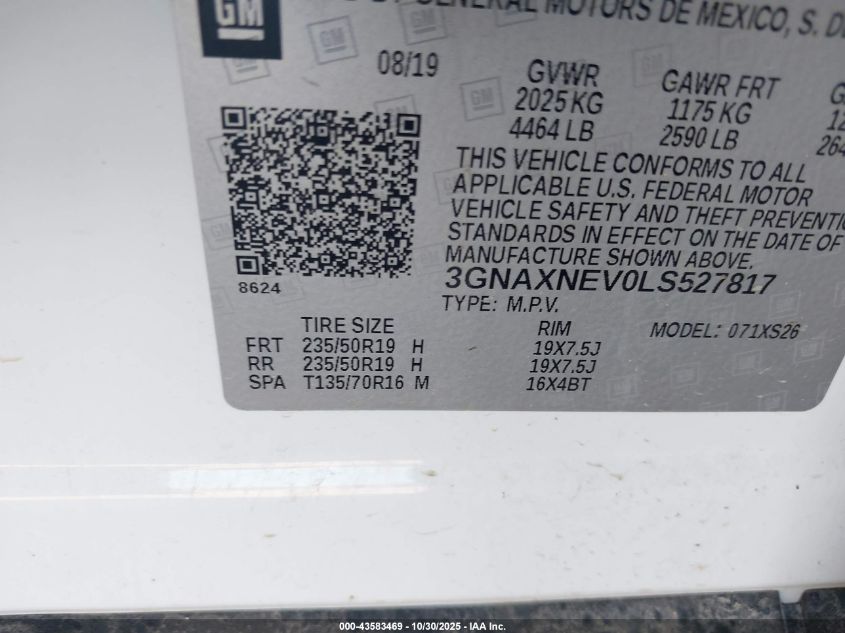 GM
GENERAL MOTORS DE MEXICO, S. DE
08/19
GVWR
2025 KG
4464 LB
GAWR FRT
1175 KG
2590 LB
THIS VEHICLE CONFORMS TO ALL
APPLICABLE U.S. FEDERAL MOTOR
VEHICLE SAFETY AND THEFT PREVENTIO
STANDARDS IN EFFECT ON THE DATE OF
MANUFACTURE SHOWN ABOVE.
3GNAXNEV0LS527817
8624
TYPE: M.P.V.
TIRE SIZE RIM MODEL: 071XS26
FRT 235/50R19 H 19X7.5J
RR 235/50R19 H 19X7.5J
SPA T135/70R16 M 16X4BT
000-43583469 - 10/30/2025 - IAA Inc.